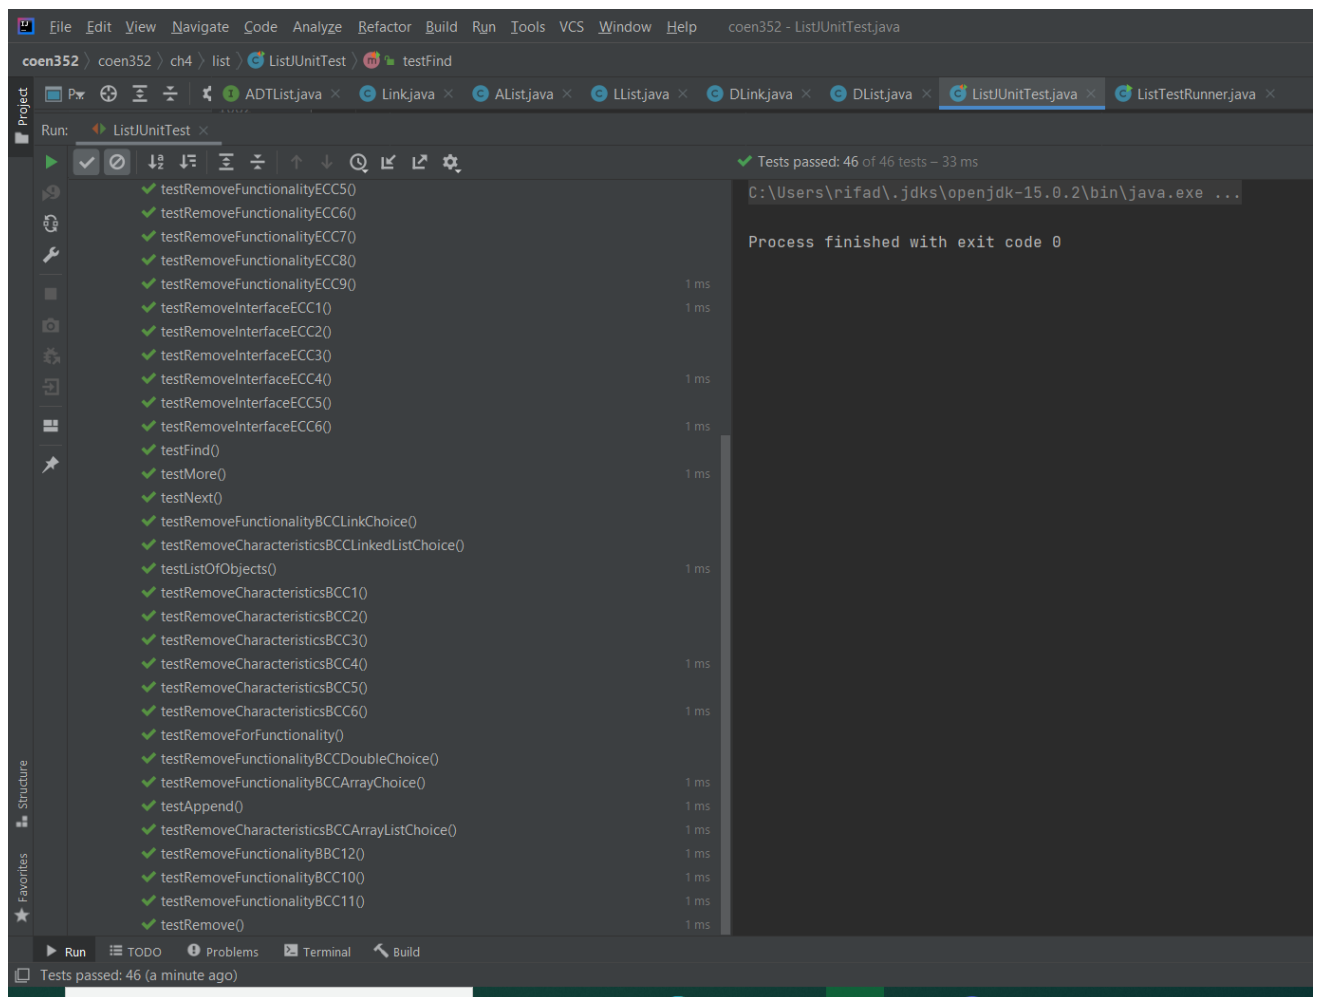 File Edit View Navigate Code Analyze Refactor Build Run Tools VCS Window Help coen352 - ListJUnitTest.java
coen352 coen352 ch4 list ListJUnitTest testFind
ADTList.java Link.java AList.java LList.java DLink.java DList.java ListJUnitTest.java ListTestRunner.java
Project
Run: ListJUnitTest
Tests passed: 46 of 46 tests – 33 ms
testRemoveFunctionalityECC5()
C:\Users\rifad\.jdks\openjdk-15.0.2\bin\java.exe ...
testRemoveFunctionalityECC6()
testRemoveFunctionalityECC7()
Process finished with exit code 0
testRemoveFunctionalityECC8()
testRemoveFunctionalityECC9() 1 ms
testRemoveInterfaceECC1() 1 ms
testRemoveInterfaceECC2()
testRemoveInterfaceECC3()
testRemoveInterfaceECC4() 1 ms
testRemoveInterfaceECC5()
testRemoveInterfaceECC6() 1 ms
testFind()
testMore() 1 ms
testNext()
testRemoveFunctionalityBCCLinkChoice()
testRemoveCharacteristicsBCCLinkedListChoice()
testListOfObjects() 1 ms
testRemoveCharacteristicsBCC1()
testRemoveCharacteristicsBCC2()
testRemoveCharacteristicsBCC3()
testRemoveCharacteristicsBCC4() 1 ms
testRemoveCharacteristicsBCC5()
testRemoveCharacteristicsBCC6() 1 ms
testRemoveForFunctionality()
testRemoveFunctionalityBCCDoubleChoice()
testRemoveFunctionalityBCCArrayChoice() 1 ms
testAppend() 1 ms
testRemoveCharacteristicsBCCArrayListChoice() 1 ms
testRemoveFunctionalityBBC12() 1 ms
testRemoveFunctionalityBCC10() 1 ms
testRemoveFunctionalityBCC11() 1 ms
testRemove() 1 ms
Structure
Favorites
Run TODO Problems Terminal Build
Tests passed: 46 (a minute ago)